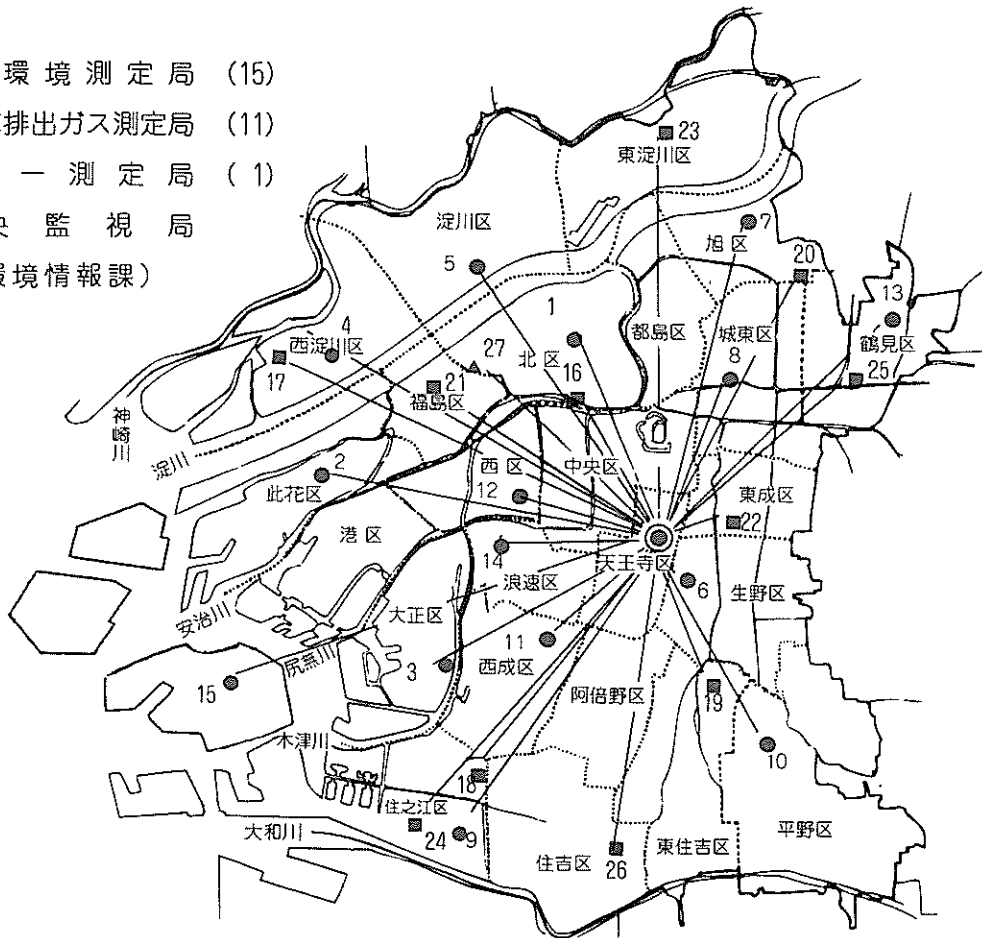 環境測定局 (15)
排出ガス測定局 (11)
ー測定局 (1)
監視局
環境情報課)
23
東淀川区
淀川区
7
旭区
5
20
13
1
4
都島区
城東区
鶴見区
西淀川区
27
北区
8
17
21
16
25
福島区
神崎川
淀川
2
西区
中央区
此花区
12
東成区
22
港区
14
天王寺区
浪速区
6
生野区
安治川
大正区
尻無川
11
西成区
3
15
阿倍野区
19
木津川
10
18
住之江区
大和川
24
9
平野区
東住吉区
住吉区
26